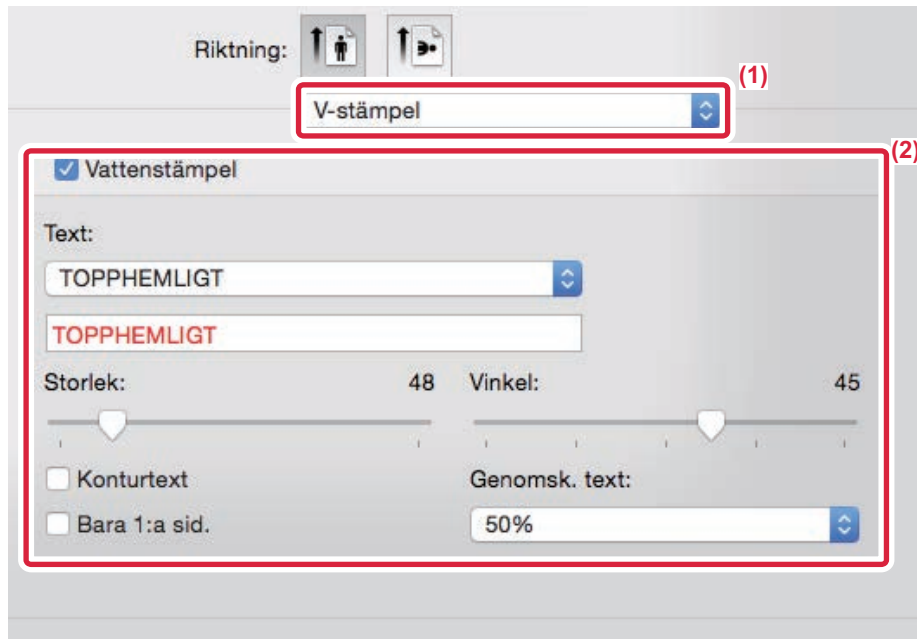 Riktning:
(1)
V-stämpel
(2)
Vattenstämpel
Text:
TOPPHEMLIGT
TOPPHEMLIGT
Storlek: 48 Vinkel: 45
Konturtext Genomsk. text:
Bara 1:a sid. 50%